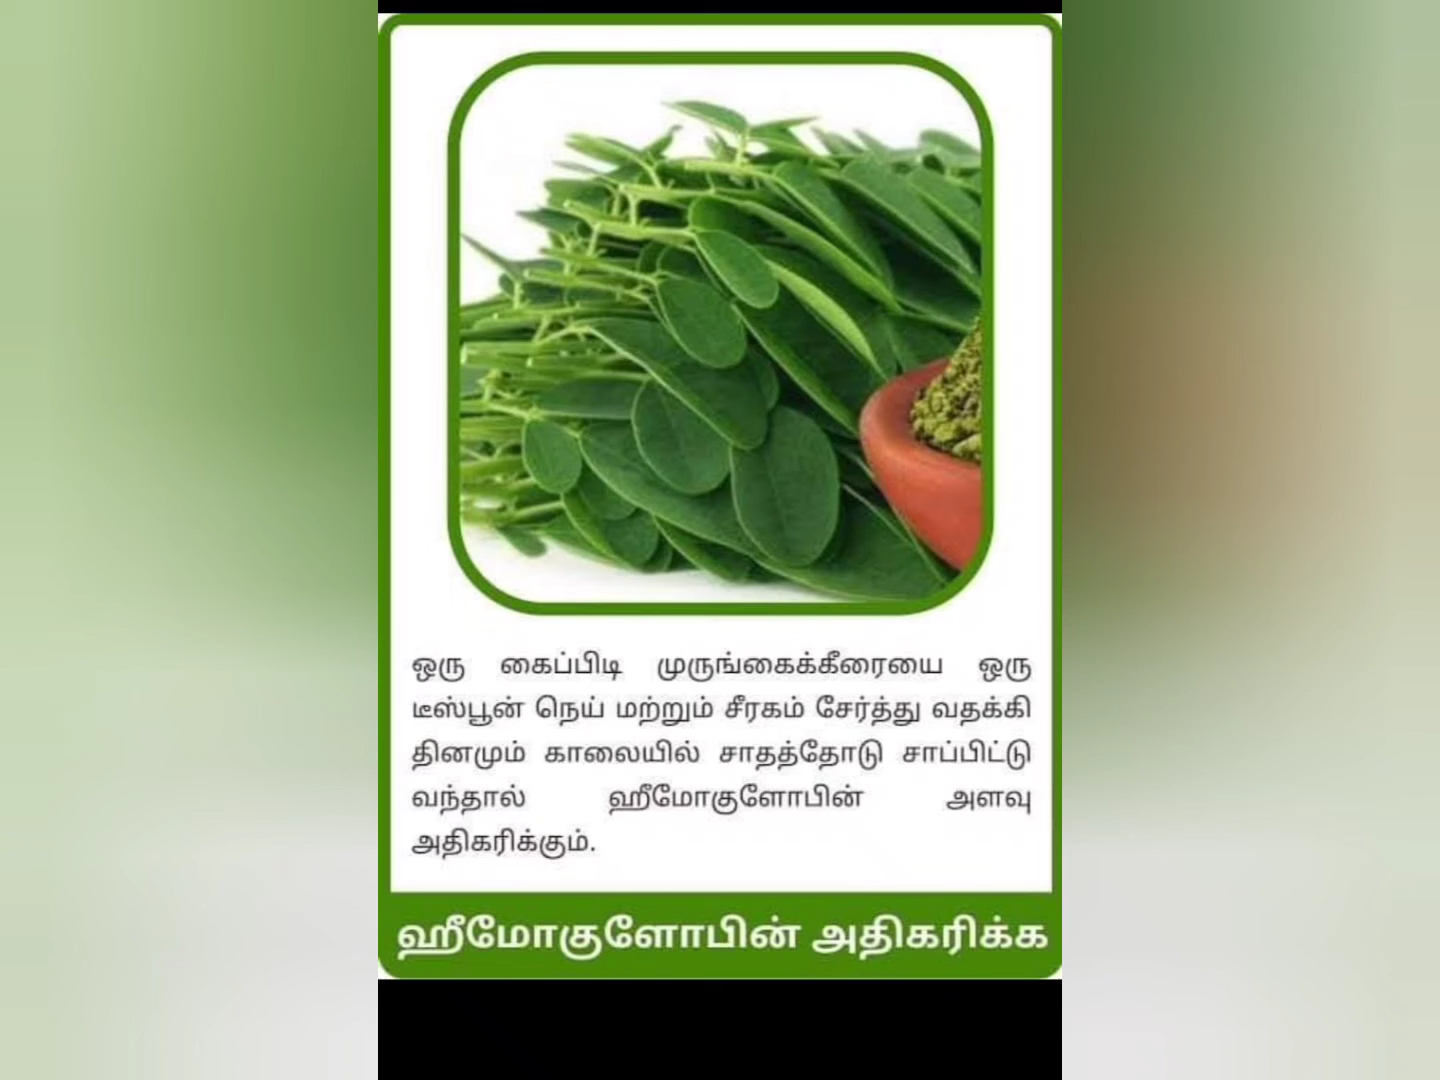 ஒரு கைப்பிடி முருங்கைக்கீரையை ஒரு
டீஸ்பூன் நெய் மற்றும் சீரகம் சேர்த்து வதக்கி
தினமும் காலையில் சாதத்தோடு சாப்பிட்டு
வந்தால் ஹீமோகுளோபின் அளவு
அதிகரிக்கும்.
ஹீமோகுளோபின் அதிகரிக்க